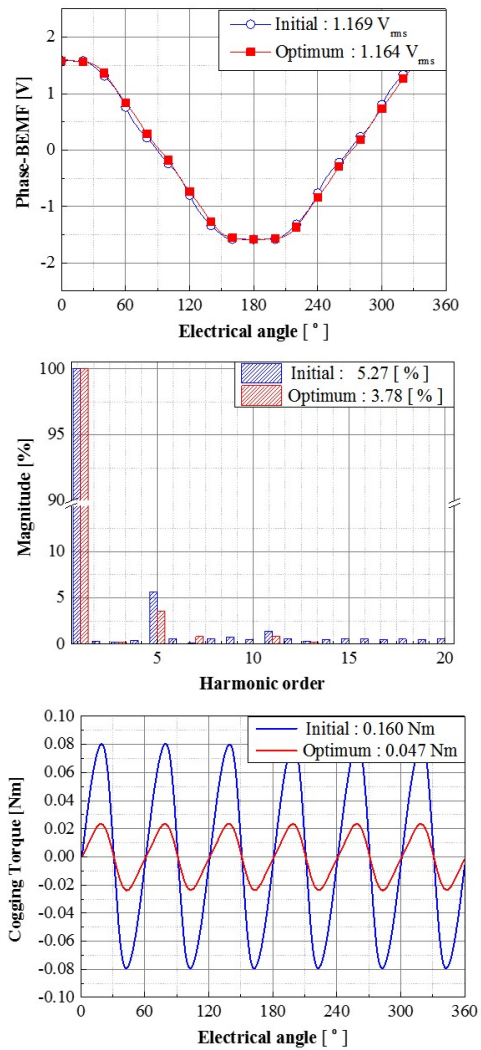 Initial : 1.169 Vrms
Optimum : 1.164 Vrms
2
1
0
-1
-2
Phase-BEMF [V]
0 60 120 180 240 300 360
Electrical angle [ ° ]
Initial : 5.27 [ % ]
Optimum : 3.78 [ % ]
100
95
90
10
5
0
Magnitude [%]
5 10 15 20
Harmonic order
Initial : 0.160 Nm
Optimum : 0.047 Nm
0.10
0.08
0.06
0.04
0.02
0.00
-0.02
-0.04
-0.06
-0.08
-0.10
Cogging Torque [Nm]
0 60 120 180 240 300 360
Electrical angle [ ° ]